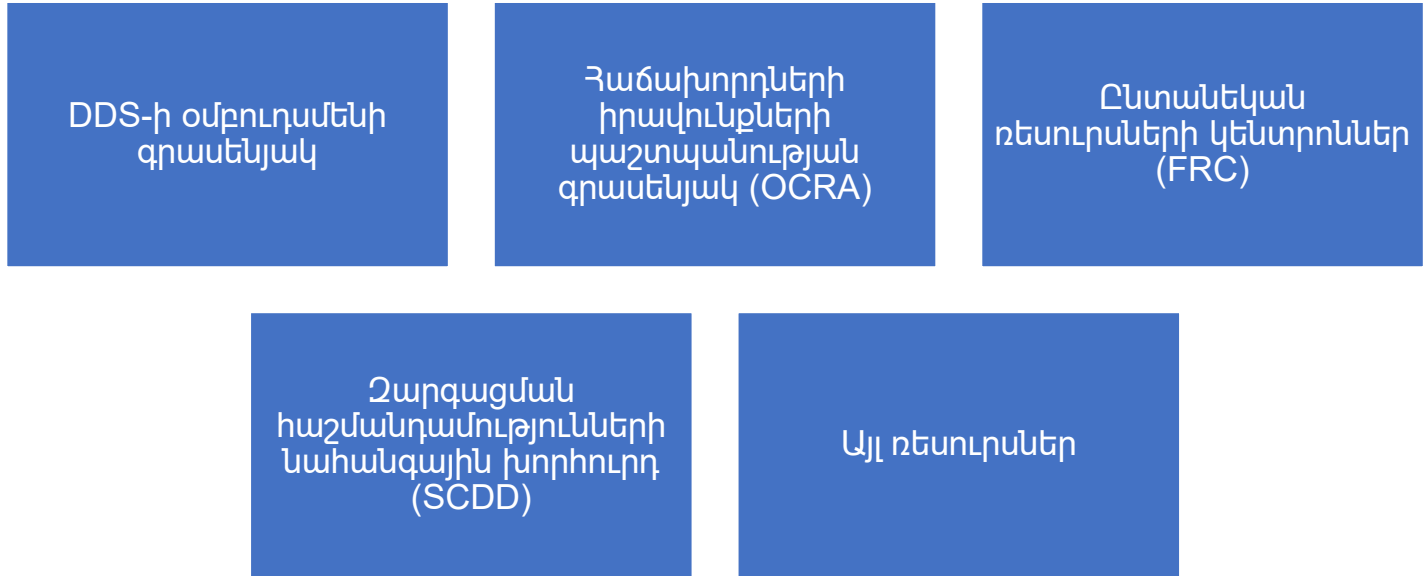 DDS-ի օմբուդսմենի
գրասենյակ
Հաճախորդների
իրավունքների
պաշտպանության
գրասենյակ (OCRA)
Ընտանեկան
ռեսուրսների կենտրոններ
(FRC)
Զարգացման
հաշմանդամությունների
նահանգային խորհուրդ
(SCDD)
Այլ ռեսուրսներ